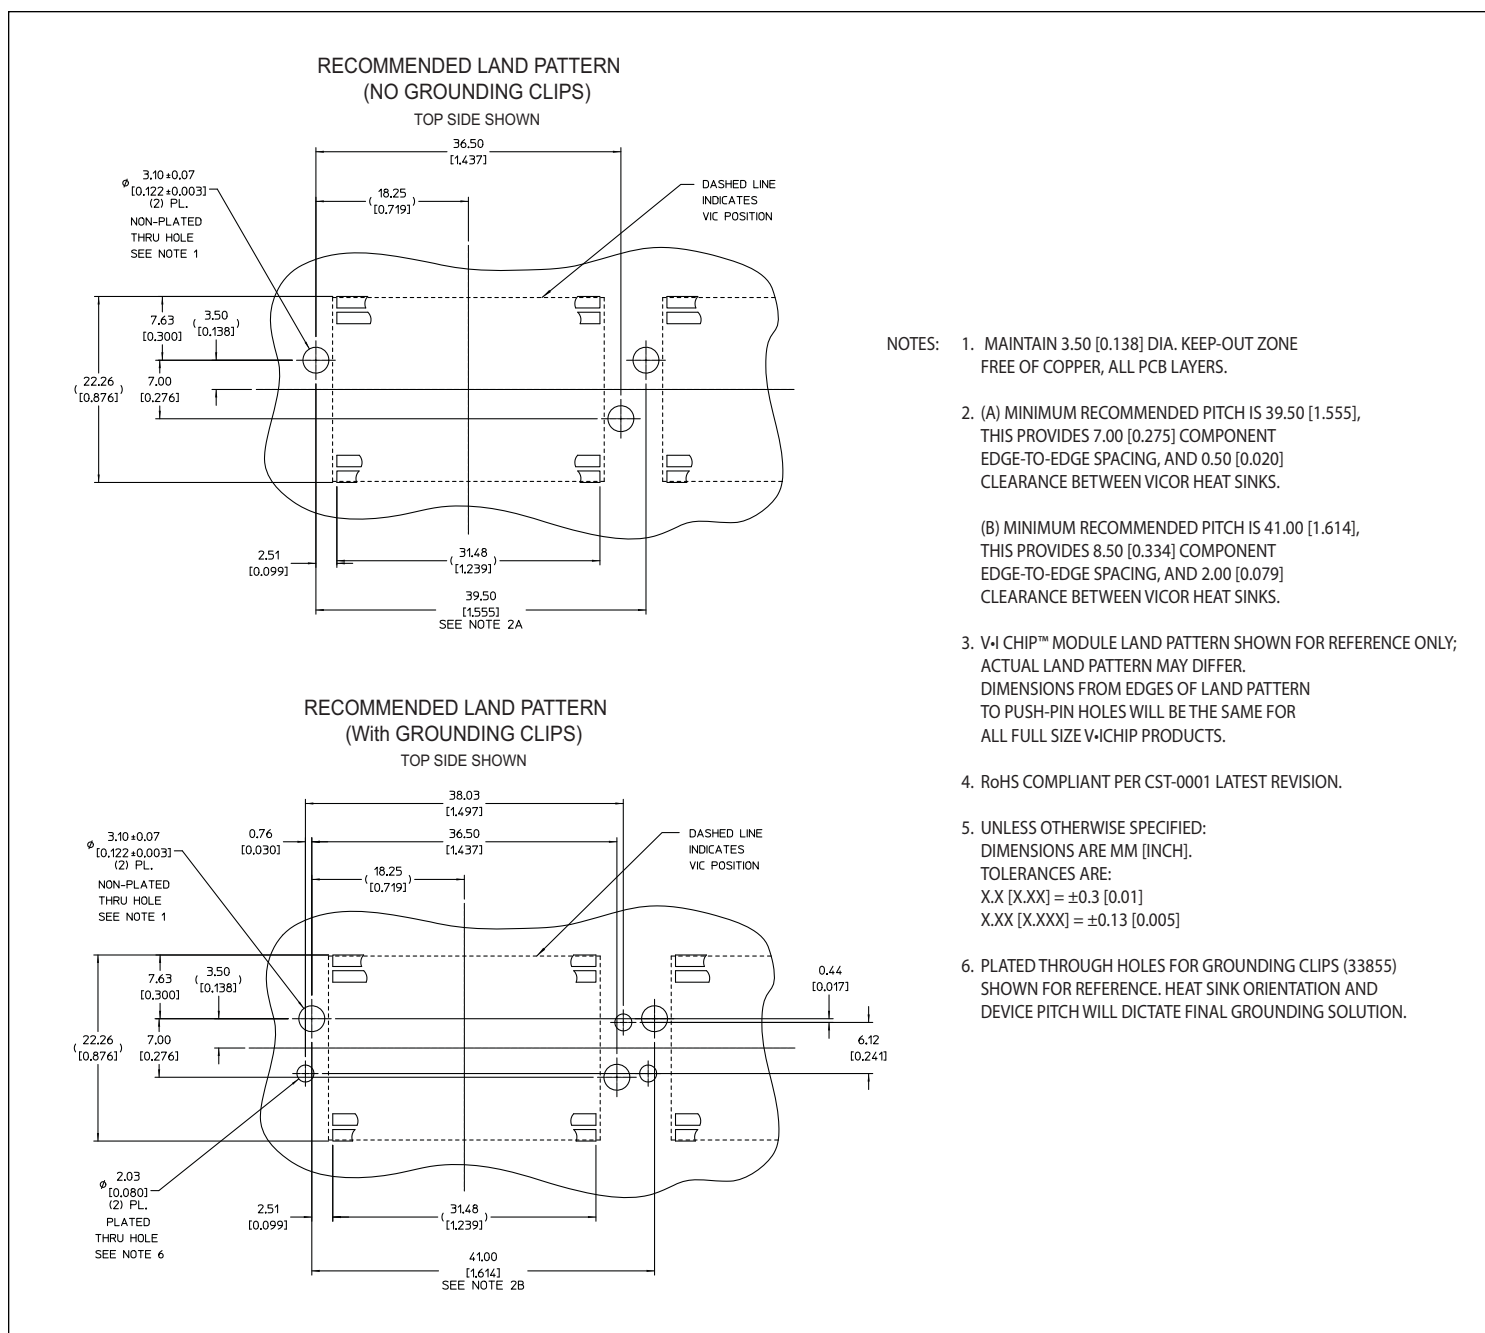 RECOMMENDED LAND PATTERN
(NO GROUNDING CLIPS)
TOP SIDE SHOWN
36.50
[1.437]
ø 3.10±0.07
[0.122±0.003]
(2) PL.
NON-PLATED
THRU HOLE
SEE NOTE 1
(18.25
[0.719])
DASHED LINE
INDICATES
VIC POSITION
7.63
[0.300]
(3.50
[0.138])
(22.26
[0.876])
7.00
[0.276]
2.51
[0.099]
(31.48
[1.239])
39.50
[1.555]
SEE NOTE 2A
RECOMMENDED LAND PATTERN
(With GROUNDING CLIPS)
TOP SIDE SHOWN
38.03
[1.497]
ø 3.10±0.07
[0.122±0.003]
(2) PL.
NON-PLATED
THRU HOLE
SEE NOTE 1
0.76
[0.030]
36.50
[1.437]
(18.25
[0.719])
DASHED LINE
INDICATES
VIC POSITION
7.63
[0.300]
(3.50
[0.138])
0.44
[0.017]
(22.26
[0.876])
7.00
[0.276]
6.12
[0.241]
ø 2.03
[0.080]
(2) PL.
PLATED
THRU HOLE
SEE NOTE 6
2.51
[0.099]
(31.48
[1.239])
41.00
[1.614]
SEE NOTE 2B
NOTES: 1. MAINTAIN 3.50 [0.138] DIA. KEEP-OUT ZONE
FREE OF COPPER, ALL PCB LAYERS.
2. (A) MINIMUM RECOMMENDED PITCH IS 39.50 [1.555],
THIS PROVIDES 7.00 [0.275] COMPONENT
EDGE-TO-EDGE SPACING, AND 0.50 [0.020]
CLEARANCE BETWEEN VICOR HEAT SINKS.
(B) MINIMUM RECOMMENDED PITCH IS 41.00 [1.614],
THIS PROVIDES 8.50 [0.334] COMPONENT
EDGE-TO-EDGE SPACING, AND 2.00 [0.079]
CLEARANCE BETWEEN VICOR HEAT SINKS.
3. V•I CHIP™ MODULE LAND PATTERN SHOWN FOR REFERENCE ONLY;
ACTUAL LAND PATTERN MAY DIFFER.
DIMENSIONS FROM EDGES OF LAND PATTERN
TO PUSH-PIN HOLES WILL BE THE SAME FOR
ALL FULL SIZE V•ICHIP PRODUCTS.
4. RoHS COMPLIANT PER CST-0001 LATEST REVISION.
5. UNLESS OTHERWISE SPECIFIED:
DIMENSIONS ARE MM [INCH].
TOLERANCES ARE:
X.X [X.XX] = ±0.3 [0.01]
X.XX [X.XXX] = ±0.13 [0.005]
6. PLATED THROUGH HOLES FOR GROUNDING CLIPS (33855)
SHOWN FOR REFERENCE. HEAT SINK ORIENTATION AND
DEVICE PITCH WILL DICTATE FINAL GROUNDING SOLUTION.